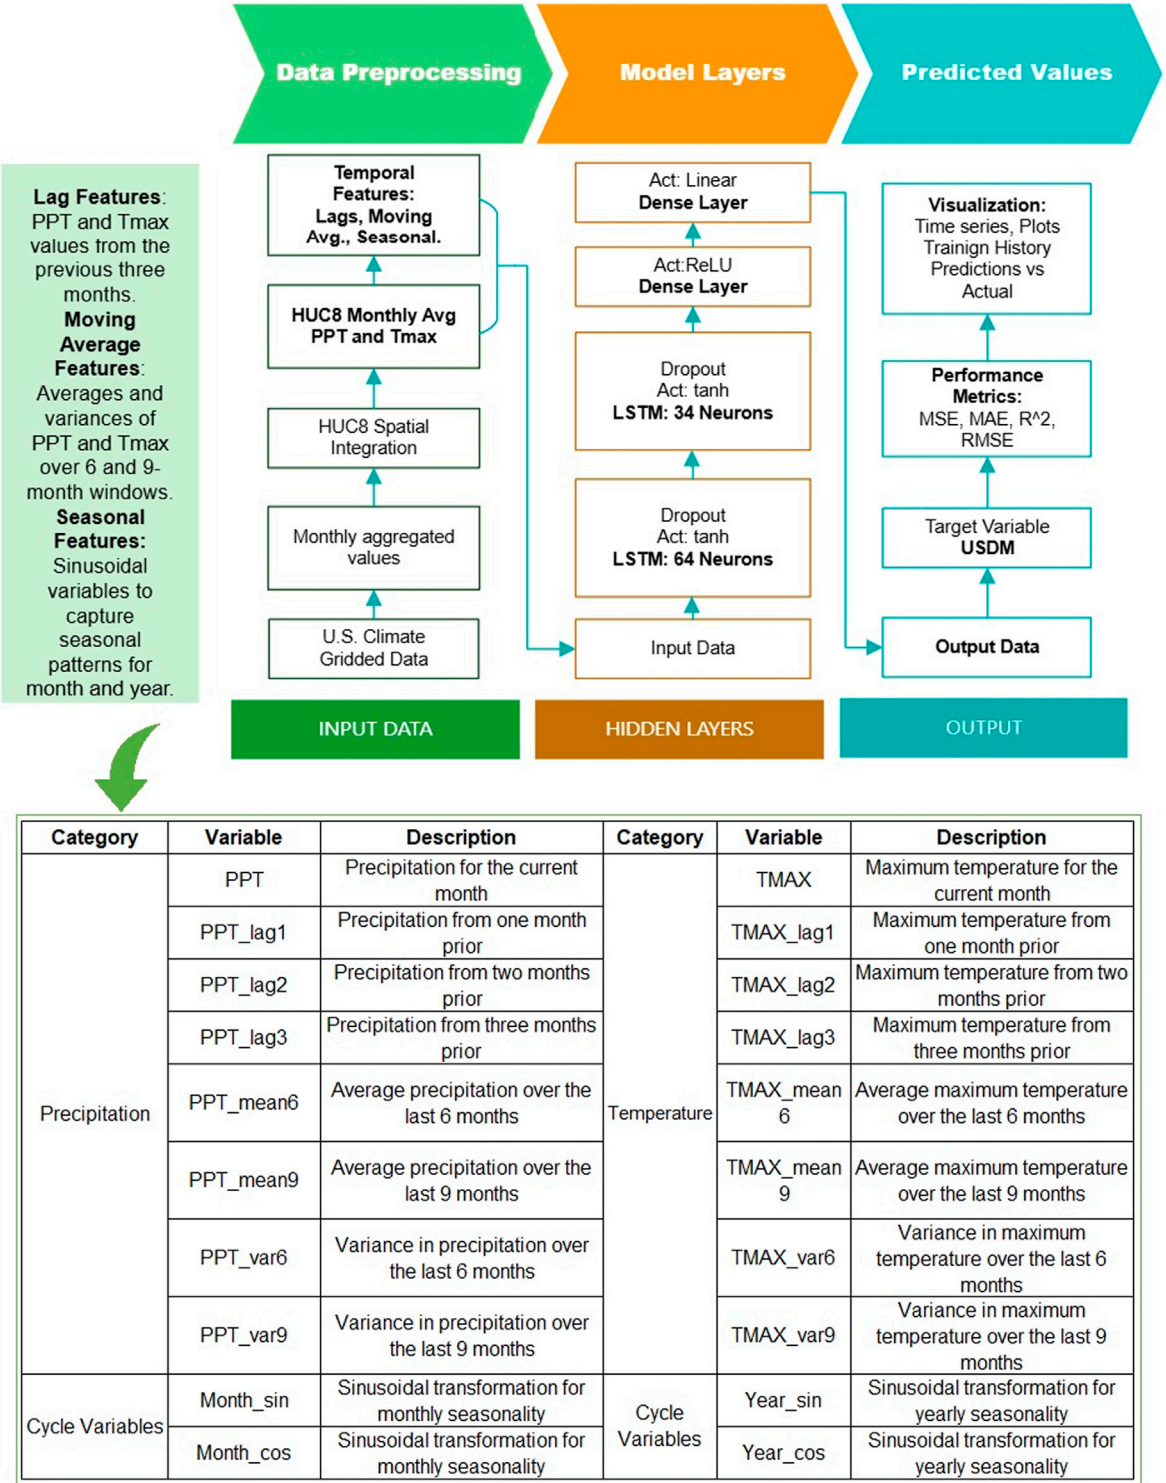 Data Preprocessing
Model Layers
Predicted Values
Lag Features:
PPT and Tmax
values from the
previous three
months.
Moving
Average
Features:
Averages and
variances of
PPT and Tmax
over 6 and 9-
month windows.
Seasonal
Features:
Sinusoidal
variables to
capture
seasonal
patterns for
month and year.
Temporal
Features:
Lags, Moving
Avg., Seasonal.
HUC8 Monthly Avg
PPT and Tmax
HUC8 Spatial
Integration
Monthly aggregated
values
U.S. Climate
Gridded Data
INPUT DATA
Act: Linear
Dense Layer
Act:ReLU
Dense Layer
Dropout
Act: tanh
LSTM: 34 Neurons
Dropout
Act: tanh
LSTM: 64 Neurons
Input Data
HIDDEN LAYERS
Visualization:
Time series, Plots
Trainign History
Predictions vs
Actual
Performance
Metrics:
MSE, MAE, R^2,
RMSE
Target Variable
USDM
Output Data
OUTPUT
Category Variable Description Category Variable Description
Precipitation
PPT
Precipitation for the current
month
PPT_lag1
Precipitation from one month
prior
PPT_lag2
Precipitation from two months
prior
PPT_lag3
Precipitation from three months
prior
PPT_mean6
Average precipitation over the
last 6 months
PPT_mean9
Average precipitation over the
last 9 months
PPT_var6
Variance in precipitation over
the last 6 months
PPT_var9
Variance in precipitation over
the last 9 months
Cycle Variables
Month_sin
Sinusoidal transformation for
monthly seasonality
Month_cos
Sinusoidal transformation for
monthly seasonality
Temperature
TMAX
Maximum temperature for the
current month
TMAX_lag1
Maximum temperature from
one month prior
TMAX_lag2
Maximum temperature from two
months prior
TMAX_lag3
Maximum temperature from
three months prior
TMAX_mean
6
Average maximum temperature
over the last 6 months
TMAX_mean
9
Average maximum temperature
over the last 9 months
TMAX_var6
Variance in maximum
temperature over the last 6
months
TMAX_var9
Variance in maximum
temperature over the last 9
months
Cycle
Variables
Year_sin
Sinusoidal transformation for
yearly seasonality
Year_cos
Sinusoidal transformation for
yearly seasonality